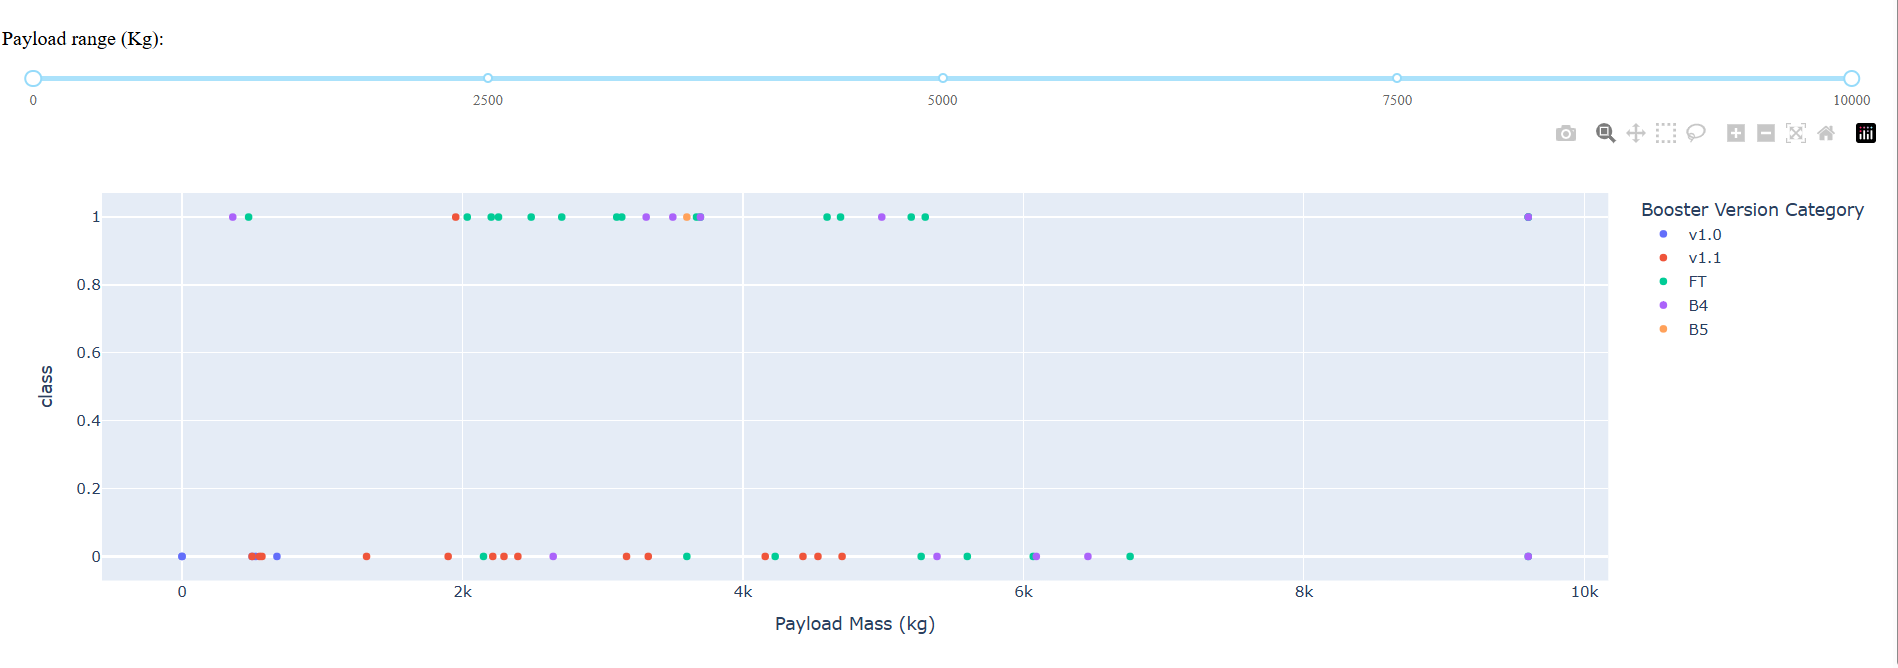 Payload range (Kg):
0 2500 5000 7500 10000
Booster Version Category
v1.0
v1.1
FT
B4
B5
1
0.8
0.6
0.4
0.2
0
class
0 2k 4k 6k 8k 10k
Payload Mass (kg)